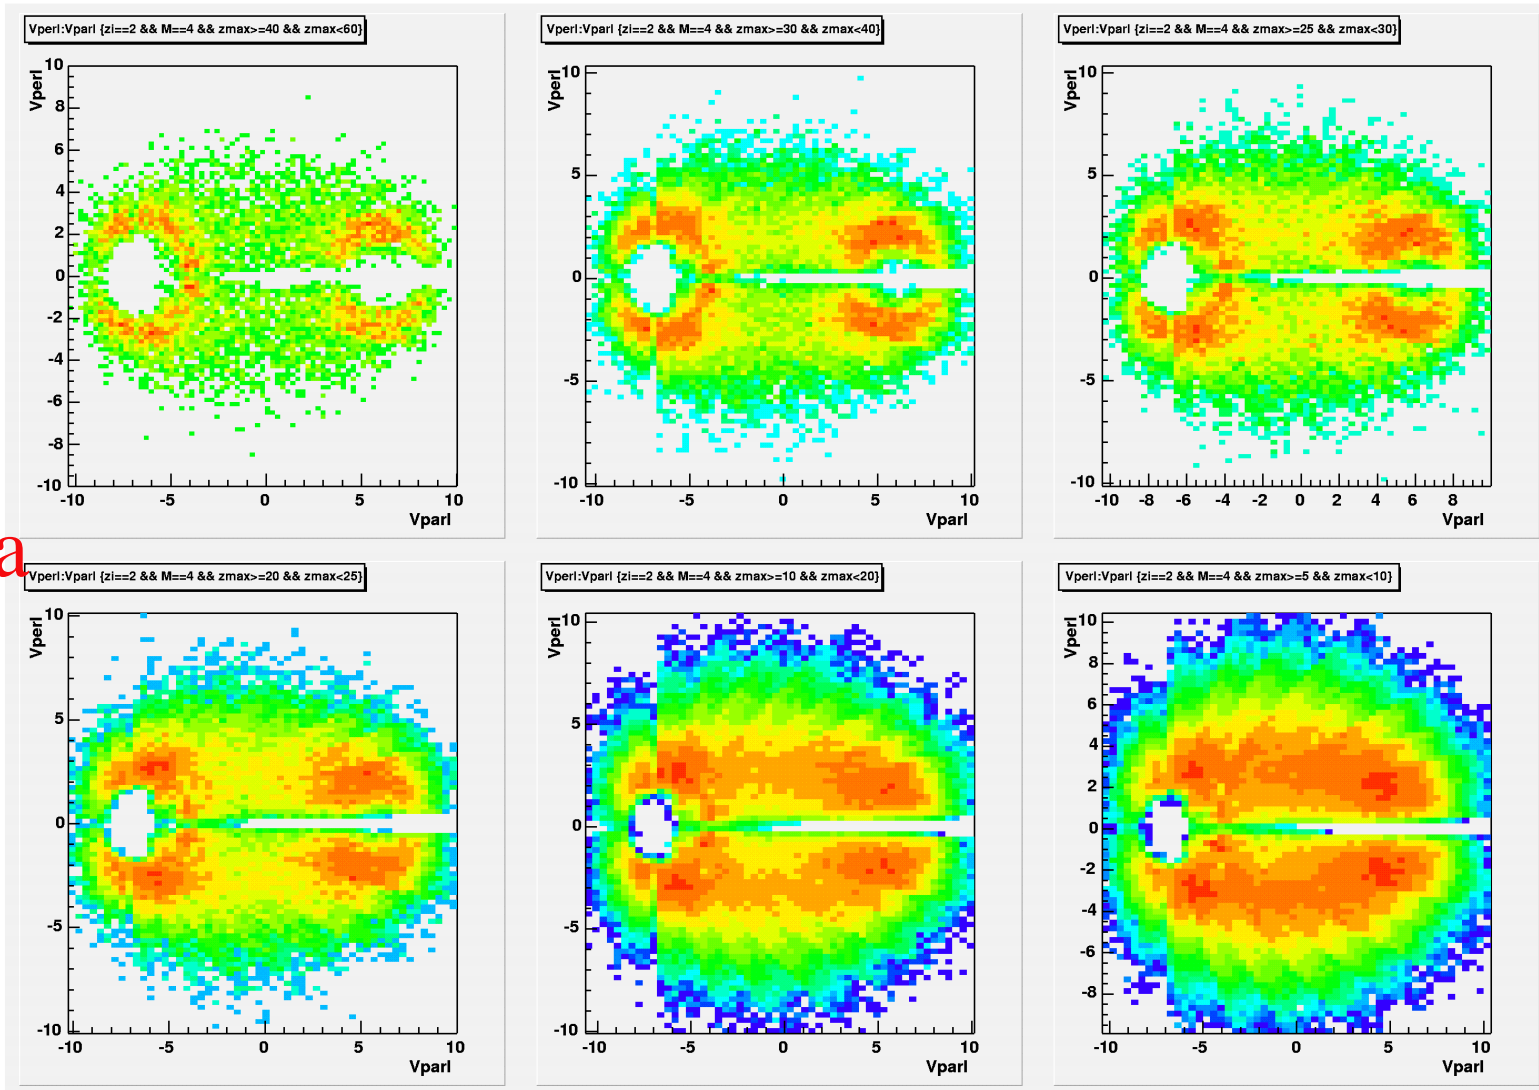 Vperl:Vparl {zi==2 && M==4 && zmax>=40 && zmax<60}
Vperl
10
8
6
4
2
0
-2
-4
-6
-8
-10
-10 -5 0 5 10
Vparl
Vperl:Vparl {zi==2 && M==4 && zmax>=30 && zmax<40}
Vperl
10
5
0
-5
-10
-10 -5 0 5 10
Vparl
Vperl:Vparl {zi==2 && M==4 && zmax>=25 && zmax<30}
Vperl
10
5
0
-5
-10
-10 -8 -6 -4 -2 0 2 4 6 8
Vparl
a
Vperl:Vparl {zi==2 && M==4 && zmax>=20 && zmax<25}
Vperl
10
5
0
-5
-10
-10 -5 0 5 10
Vparl
Vperl:Vparl {zi==2 && M==4 && zmax>=10 && zmax<20}
Vperl
10
5
0
-5
-10
-10 -5 0 5 10
Vparl
Vperl:Vparl {zi==2 && M==4 && zmax>=5 && zmax<10}
Vperl
10
8
6
4
2
0
-2
-4
-6
-8
-10 -5 0 5 10
Vparl